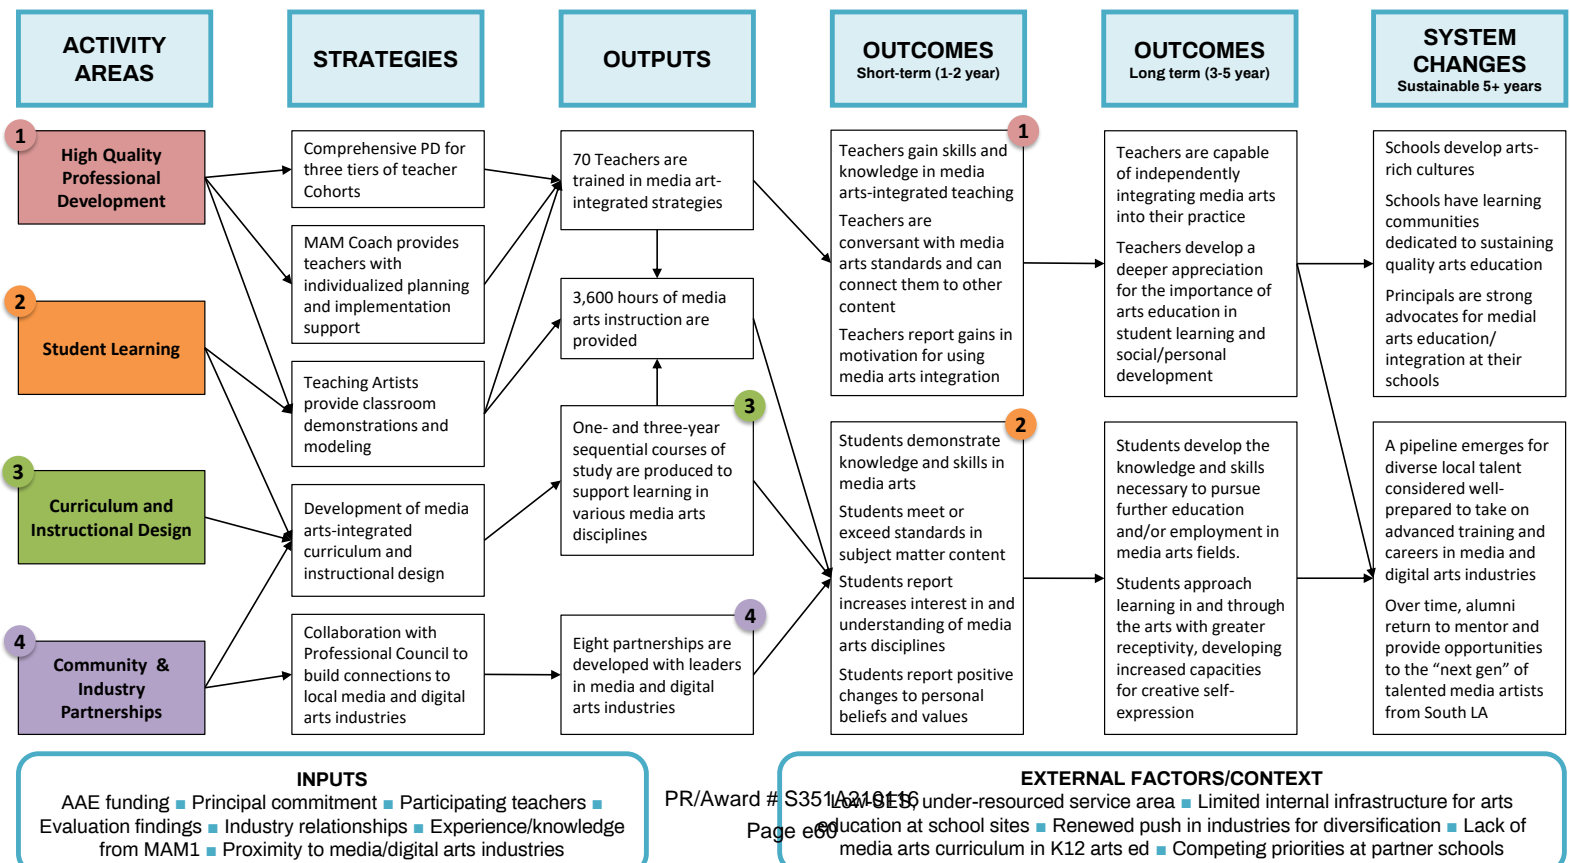 ACTIVITY
AREAS
STRATEGIES
OUTPUTS
OUTCOMES
Short-term (1-2 year)
OUTCOMES
Long term (3-5 year)
SYSTEM
CHANGES
Sustainable 5+ years
1
High Quality
Professional
Development
2
Student Learning
3
Curriculum and
Instructional Design
4
Community &
Industry
Partnerships
Comprehensive PD for
three tiers of teacher
Cohorts
MAM Coach provides
teachers with
individualized planning
and implementation
support
Teaching Artists
provide classroom
demonstrations and
modeling
Development of media
arts-integrated
curriculum and
instructional design
Collaboration with
Professional Council to
build connections to
local media and digital
arts industries
70 Teachers are
trained in media art-
integrated strategies
3,600 hours of media
arts instruction are
provided
3
One- and three-year
sequential courses of
study are produced to
support learning in
various media arts
disciplines
4
Eight partnerships are
developed with leaders
in media and digital
arts industries
1
Teachers gain skills and
knowledge in media
arts-integrated teaching
Teachers are
conversant with media
arts standards and can
connect them to other
content
Teachers report gains in
motivation for using
media arts integration
2
Students demonstrate
knowledge and skills in
media arts
Students meet or
exceed standards in
subject matter content
Students report
increases interest in and
understanding of media
arts disciplines
Students report positive
changes to personal
beliefs and values
Teachers are capable
of independently
integrating media arts
into their practice
Teachers develop a
deeper appreciation
for the importance of
arts education in
student learning and
social/personal
development
Students develop the
knowledge and skills
necessary to pursue
further education
and/or employment in
media arts fields.
Students approach
learning in and through
the arts with greater
receptivity, developing
increased capacities
for creative self-
expression
Schools develop arts-
rich cultures
Schools have learning
communities
dedicated to sustaining
quality arts education
Principals are strong
advocates for medial
arts education/
integration at their
schools
A pipeline emerges for
diverse local talent
considered well-
prepared to take on
advanced training and
careers in media and
digital arts industries
Over time, alumni
return to mentor and
provide opportunities
to the “next gen” of
talented media artists
from South LA
INPUTS
AAE funding ■ Principal commitment ■ Participating teachers ■
Evaluation findings ■ Industry relationships ■ Experience/knowledge
from MAM1 ■ Proximity to media/digital arts industries
PR/Award # S351A210116
Page e60
EXTERNAL FACTORS/CONTEXT
Low-SES, under-resourced service area ■ Limited internal infrastructure for arts
education at school sites ■ Renewed push in industries for diversification ■ Lack of
media arts curriculum in K12 arts ed ■ Competing priorities at partner schools